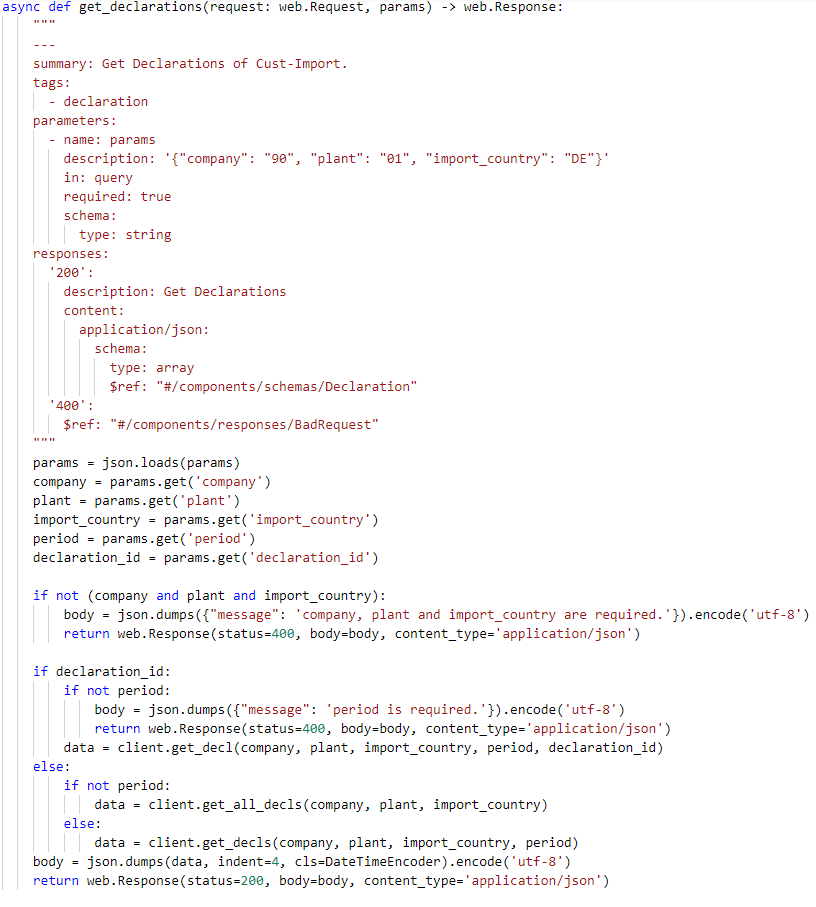 async def get_declarations(request: web.Request, params) -> web.Response:
    """
    ---
    summary: Get Declarations of Cust-Import.
    tags:
      - declaration
    parameters:
      - name: params
        description: '{"company": "90", "plant": "01", "import_country": "DE"}'
        in: query
        required: true
        schema:
          type: string
    responses:
      '200':
        description: Get Declarations
        content:
          application/json:
            schema:
              type: array
              $ref: "#/components/schemas/Declaration"
      '400':
        $ref: "#/components/responses/BadRequest"
    """
    params = json.loads(params)
    company = params.get('company')
    plant = params.get('plant')
    import_country = params.get('import_country')
    period = params.get('period')
    declaration_id = params.get('declaration_id')

    if not (company and plant and import_country):
        body = json.dumps({"message": 'company, plant and import_country are required.'}).encode('utf-8')
        return web.Response(status=400, body=body, content_type='application/json')

    if declaration_id:
        if not period:
            body = json.dumps({"message": 'period is required.'}).encode('utf-8')
            return web.Response(status=400, body=body, content_type='application/json')
        data = client.get_decl(company, plant, import_country, period, declaration_id)
    else:
        if not period:
            data = client.get_all_decls(company, plant, import_country)
        else:
            data = client.get_decls(company, plant, import_country, period)
    body = json.dumps(data, indent=4, cls=DateTimeEncoder).encode('utf-8')
    return web.Response(status=200, body=body, content_type='application/json')